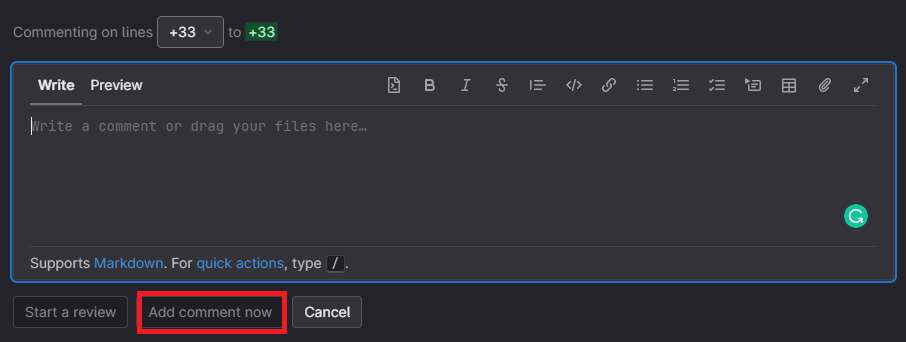 Commenting on lines +33 to +33
Write Preview
Write a comment or drag your files here…
Supports Markdown. For quick actions, type /.
Start a review Add comment now Cancel